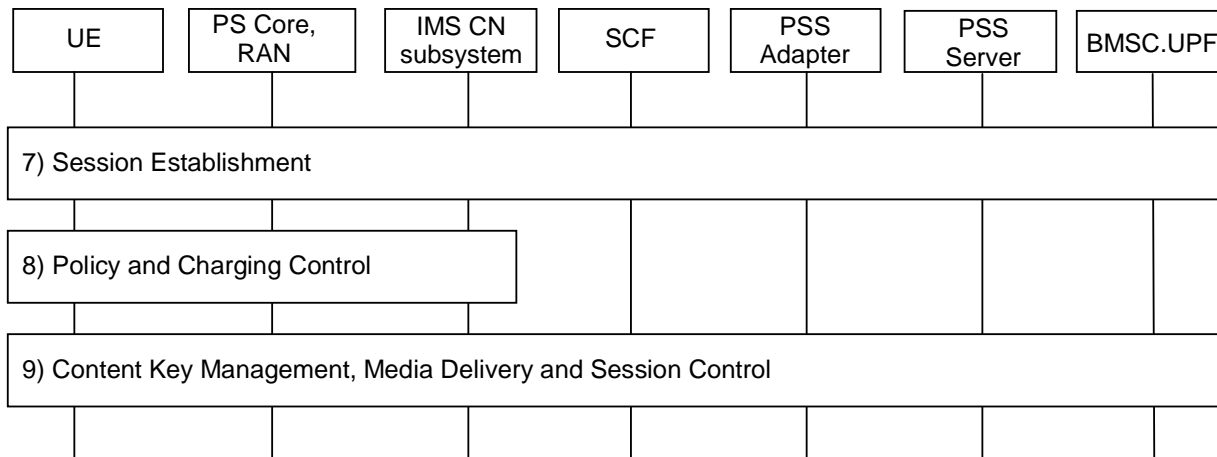 UE
PS Core,
RAN
IMS CN
subsystem
SCF
PSS
Adapter
PSS
Server
BMSC.UPF
7) Session Establishment
8) Policy and Charging Control
9) Content Key Management, Media Delivery and Session Control